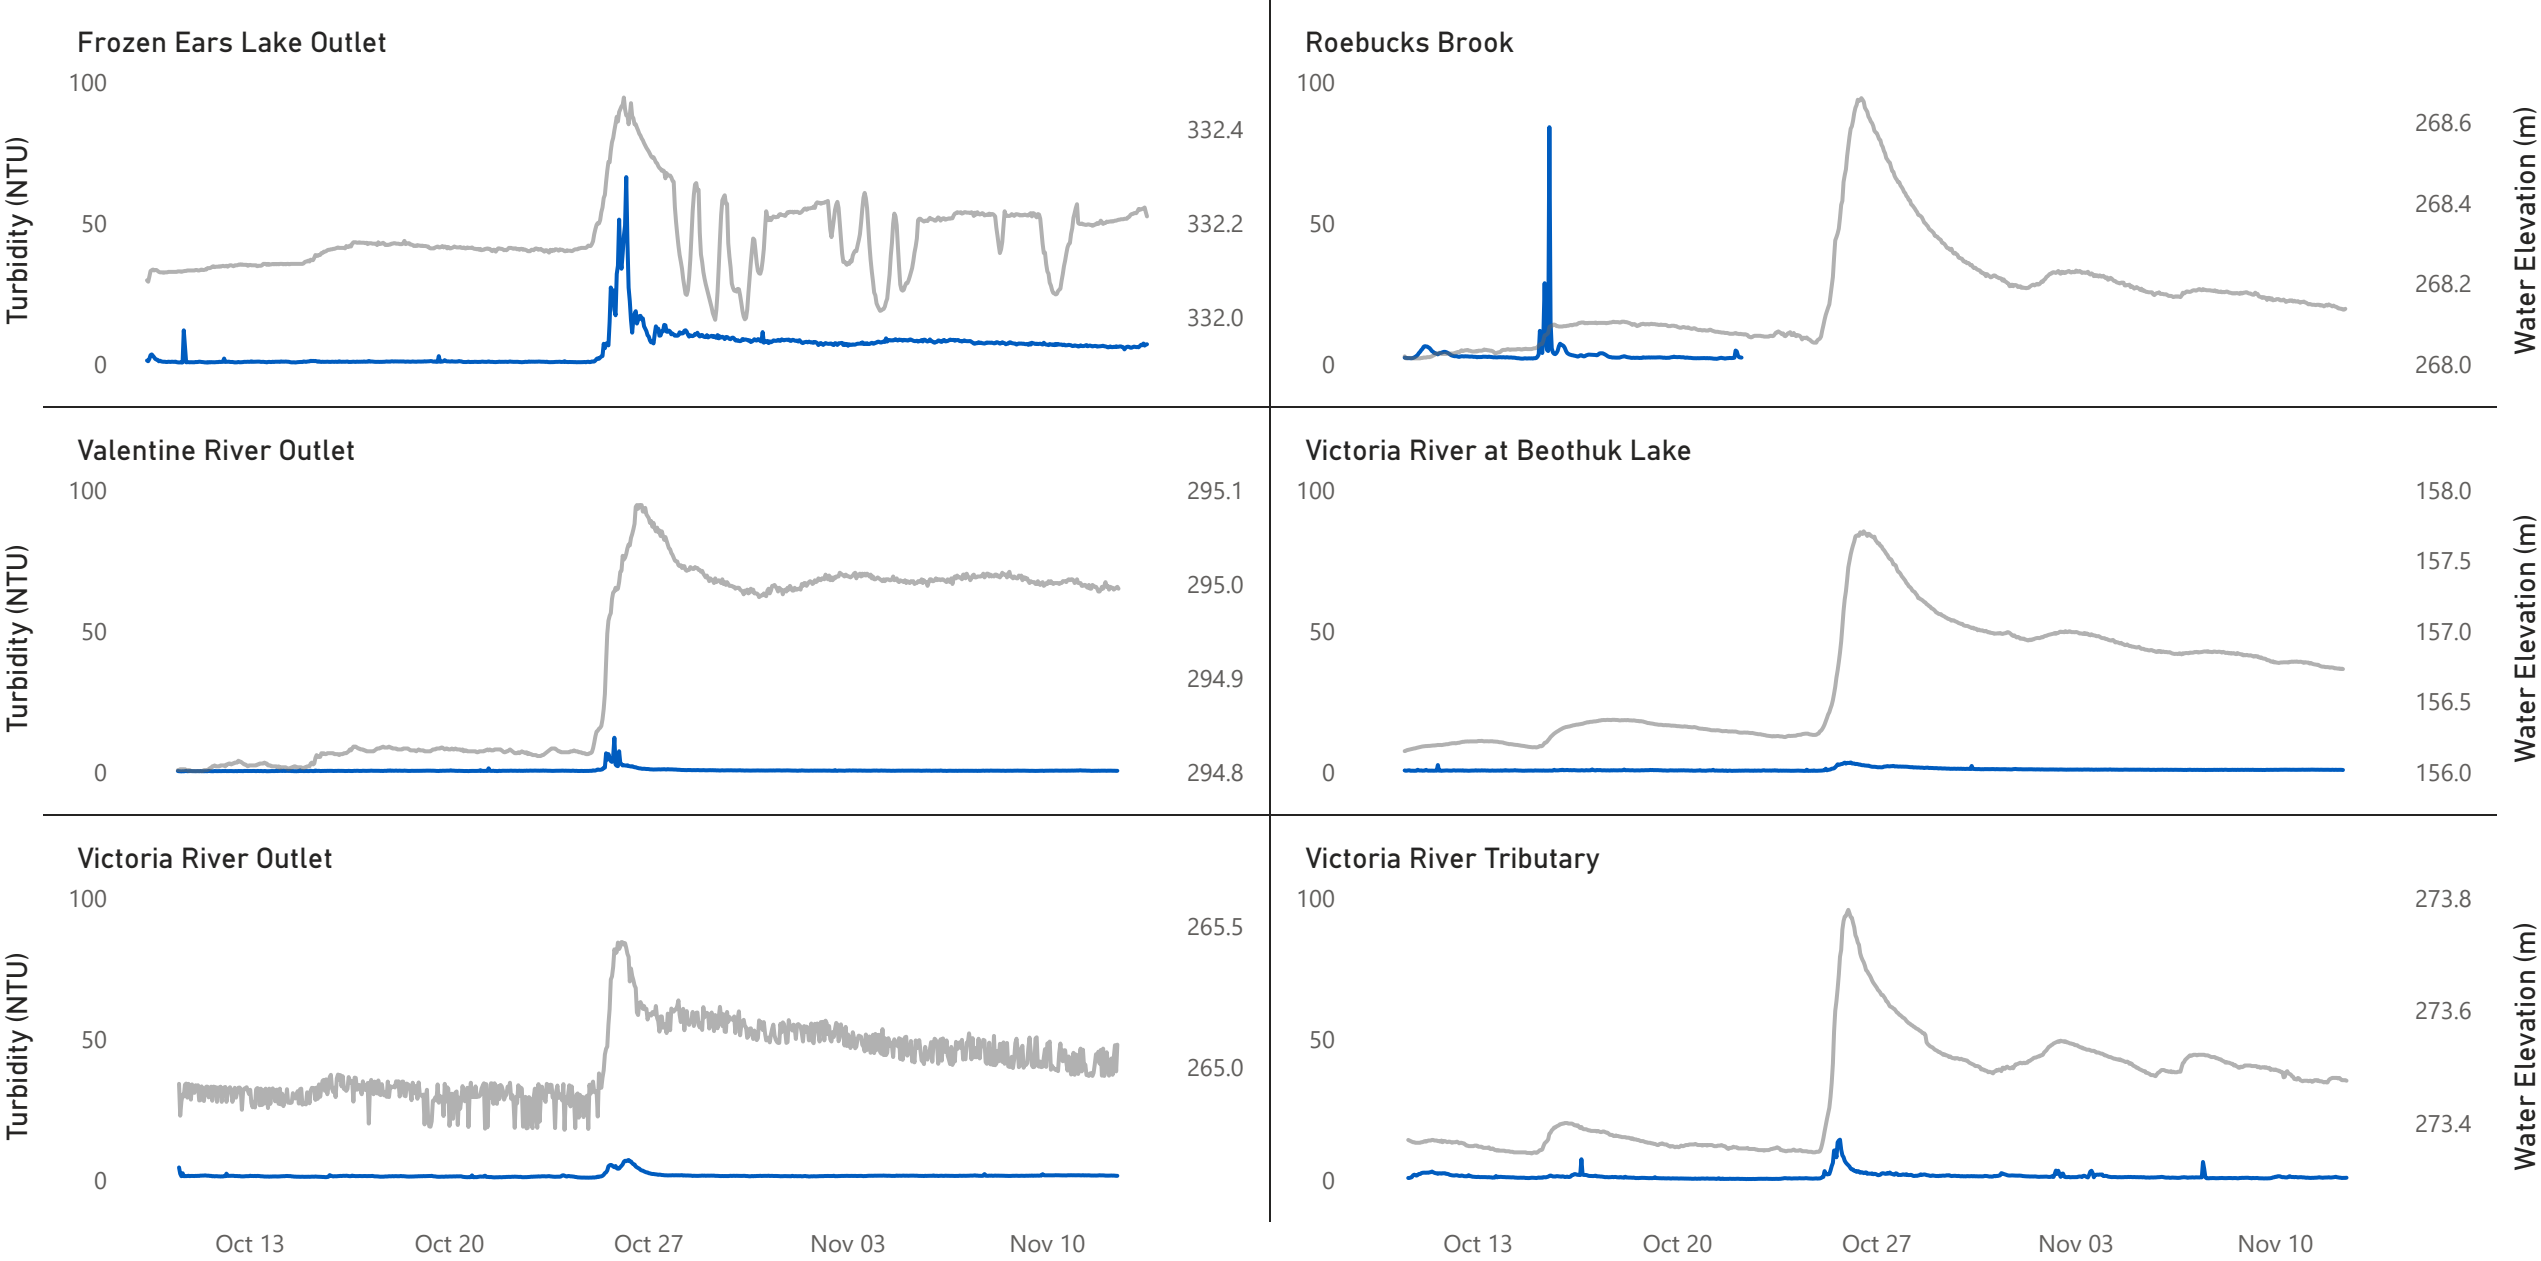 Frozen Ears Lake Outlet
Turbidity (NTU)
100
50
0
332.4
332.2
332.0
Roebucks Brook
100
50
0
268.6
268.4
268.2
268.0
Water Elevation (m)
Valentine River Outlet
Turbidity (NTU)
100
50
0
295.1
295.0
294.9
294.8
Victoria River at Beothuk Lake
100
50
0
158.0
157.5
157.0
156.5
156.0
Water Elevation (m)
Victoria River Outlet
Turbidity (NTU)
100
50
0
265.5
265.0
Victoria River Tributary
100
50
0
273.8
273.6
273.4
Water Elevation (m)
Oct 13 Oct 20 Oct 27 Nov 03 Nov 10
Oct 13 Oct 20 Oct 27 Nov 03 Nov 10